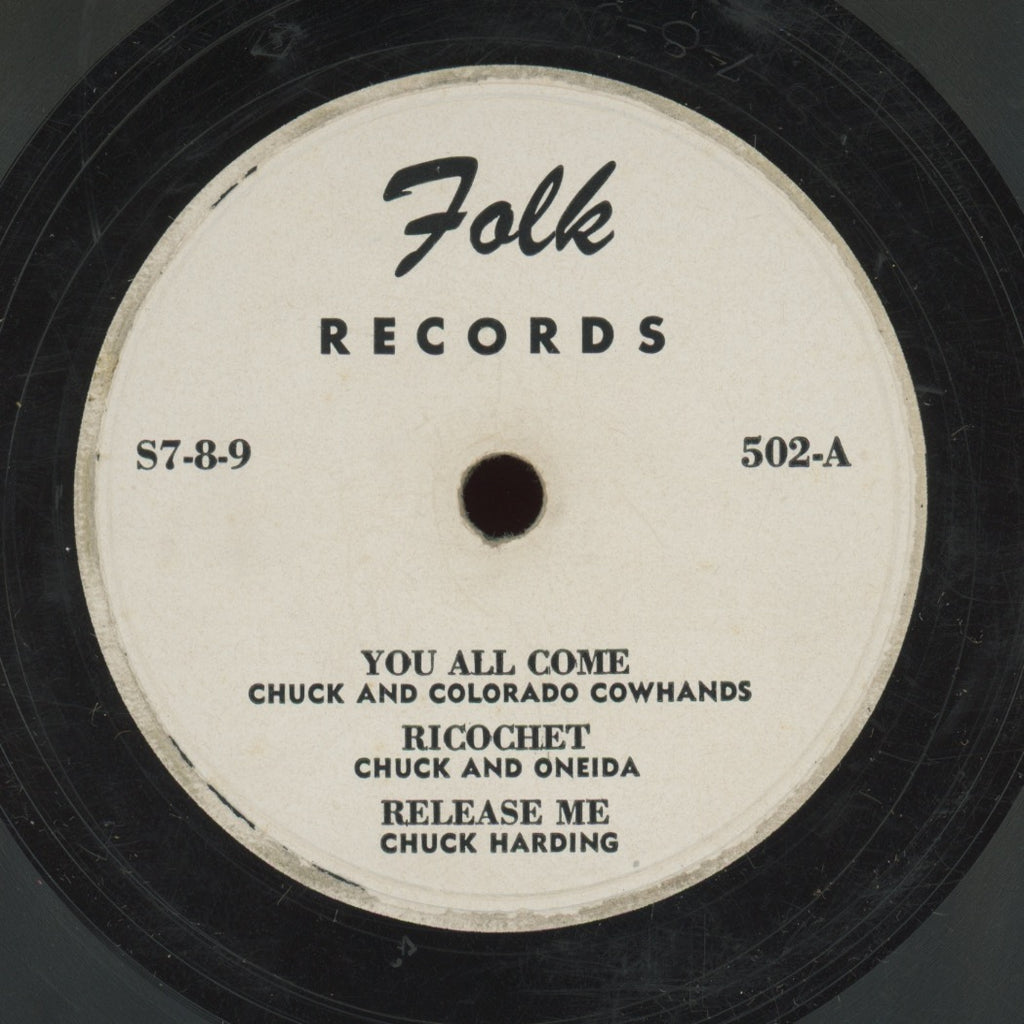 Folk
RECORDS
S7-8-9 502-A
YOU ALL COME
CHUCK AND COLORADO COWHANDS
RICOCHET
CHUCK AND ONEIDA
RELEASE ME
CHUCK HARDING